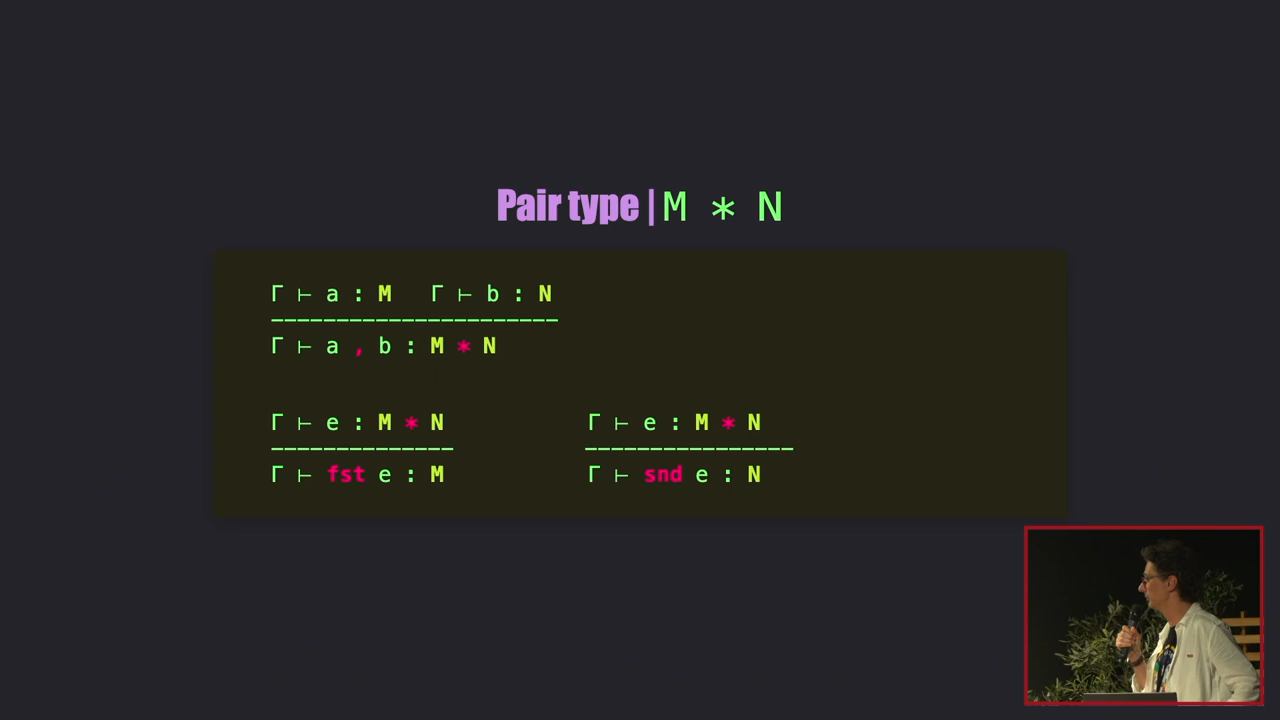 Pair type | M * N
Γ ⊢ a : M   Γ ⊢ b : N
──────────────────────
Γ ⊢ a , b : M * N
Γ ⊢ e : M * N          Γ ⊢ e : M * N
──────────────          ────────────────
Γ ⊢ fst e : M          Γ ⊢ snd e : N